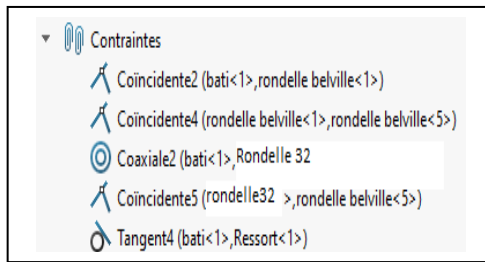 Contraintes
Coïncidente2 (bati<1>,rondelle belville<1>)
Coïncidente4 (rondelle belville<1>,rondelle belville<5>)
Coaxiale2 (bati<1>,Rondelle 32
Coïncidente5 (rondelle32 >,rondelle belville<5>)
Tangent4 (bati<1>,Ressort<1>)